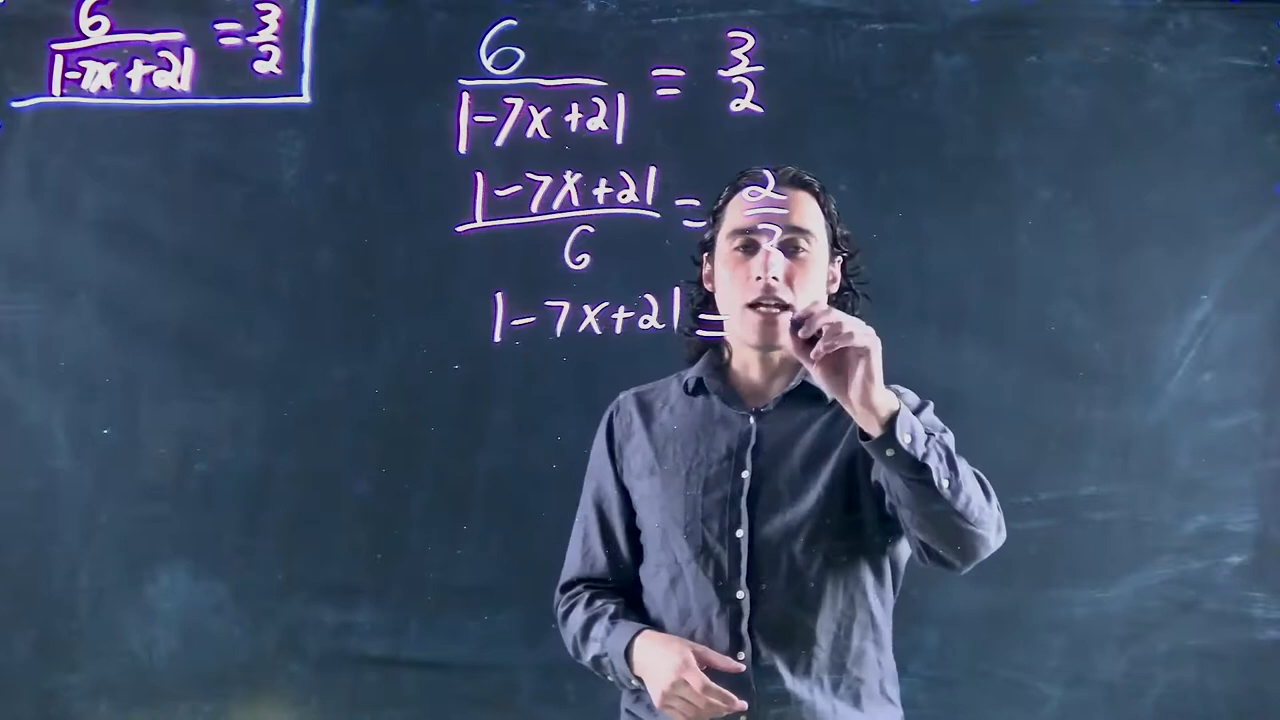 6/|-7x+2| = 3/2
6/|-7x+2| = 3/2
|-7x+2|/6 = 2/3
|-7x+2| =